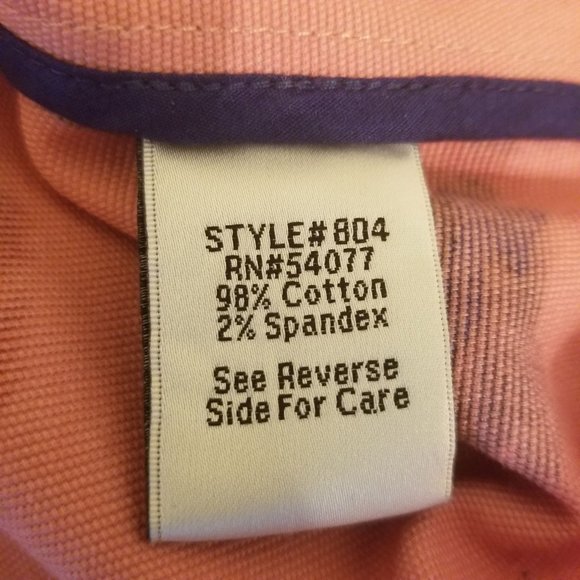 STYLE# 804
RN#54077
98% Cotton
2% Spandex
See Reverse
Side For Care